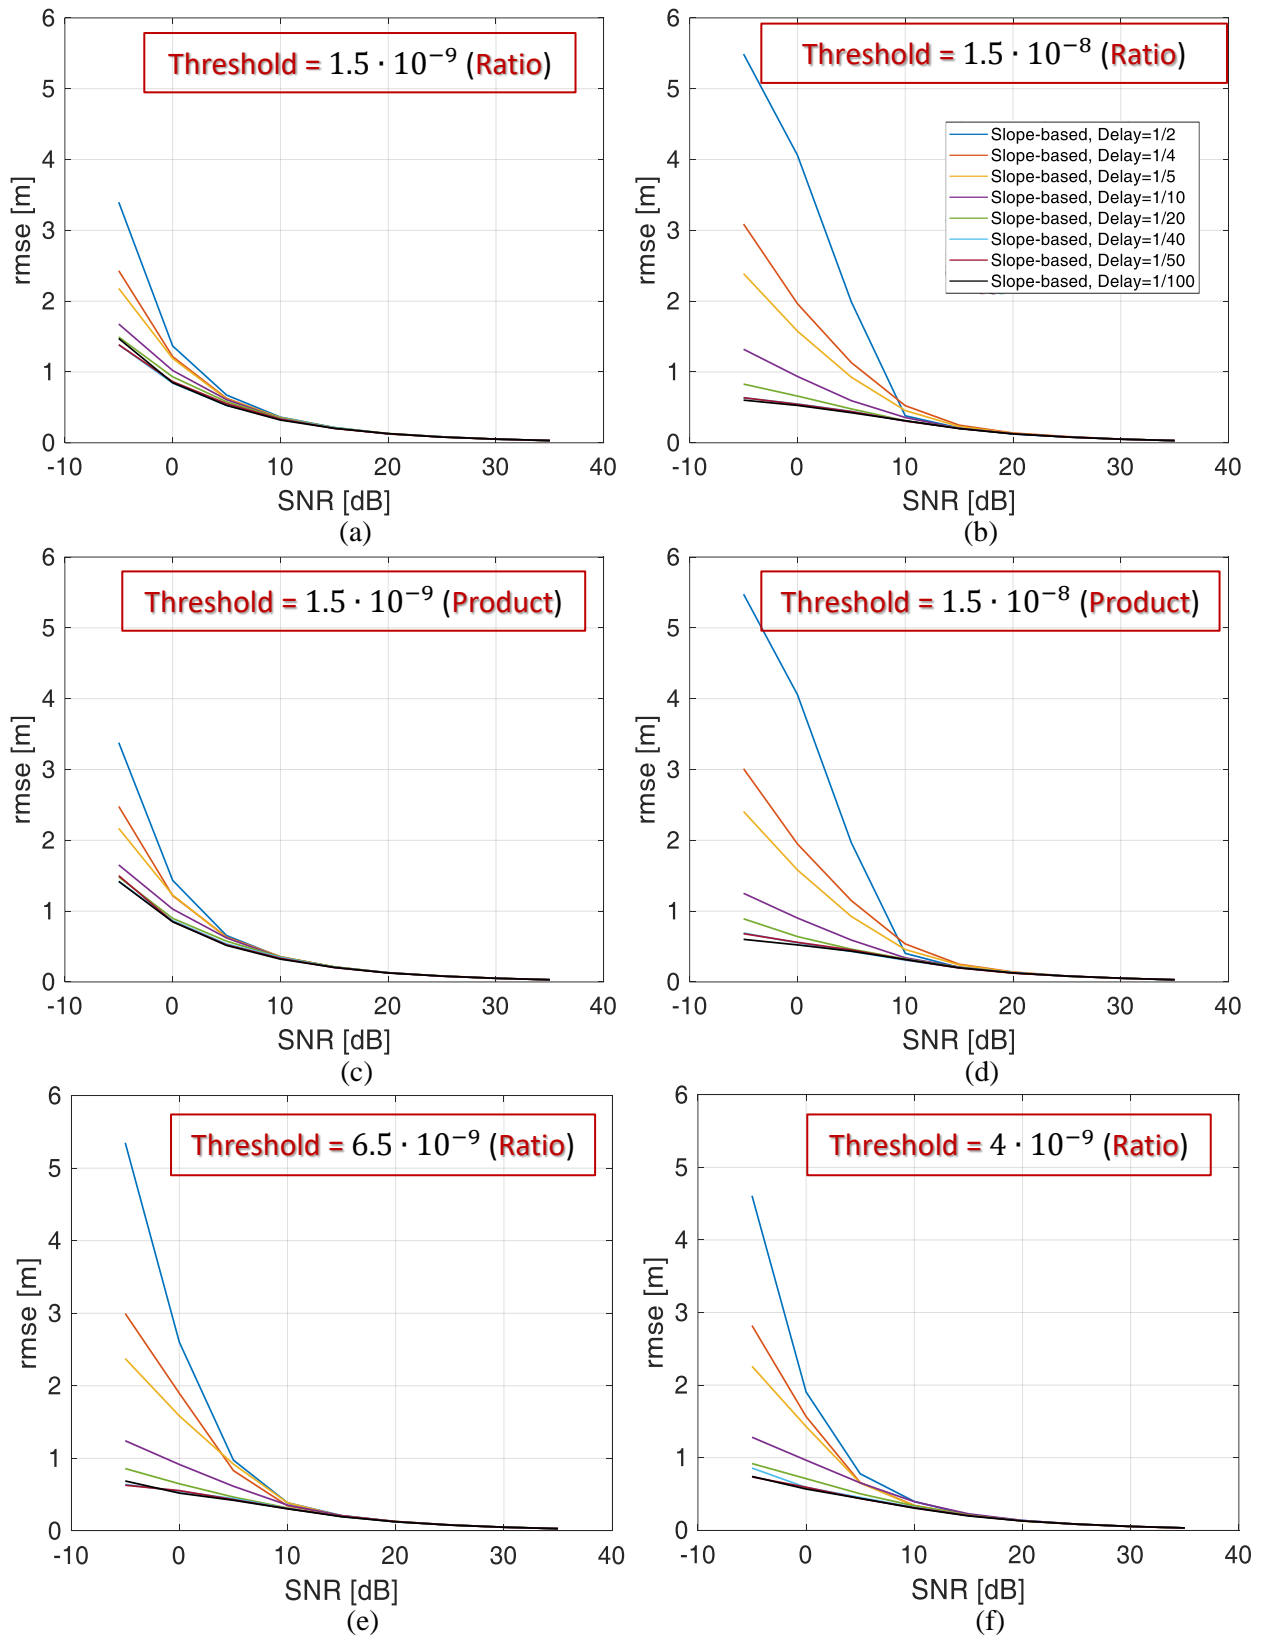 Threshold = 1.5 · 10⁻⁹ (Ratio)
6
5
4
3
2
1
0
rmse [m]
-10 0 10 20 30 40
SNR [dB]
(a)
Threshold = 1.5 · 10⁻⁸ (Ratio)
6
5
4
3
2
1
0
rmse [m]
Slope-based, Delay=1/2
Slope-based, Delay=1/4
Slope-based, Delay=1/5
Slope-based, Delay=1/10
Slope-based, Delay=1/20
Slope-based, Delay=1/40
Slope-based, Delay=1/50
Slope-based, Delay=1/100
-10 0 10 20 30 40
SNR [dB]
(b)
Threshold = 1.5 · 10⁻⁹ (Product)
6
5
4
3
2
1
0
rmse [m]
-10 0 10 20 30 40
SNR [dB]
(c)
Threshold = 1.5 · 10⁻⁸ (Product)
6
5
4
3
2
1
0
rmse [m]
-10 0 10 20 30 40
SNR [dB]
(d)
Threshold = 6.5 · 10⁻⁹ (Ratio)
6
5
4
3
2
1
0
rmse [m]
-10 0 10 20 30 40
SNR [dB]
(e)
Threshold = 4 · 10⁻⁹ (Ratio)
6
5
4
3
2
1
0
rmse [m]
-10 0 10 20 30 40
SNR [dB]
(f)